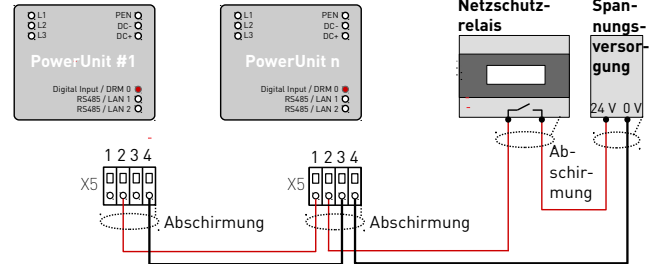 L1
L2
L3
PEN
DC-
DC+
PowerUnit #1
Digital Input / DRM 0
RS485 / LAN 1
RS485 / LAN 2
L1
L2
L3
PEN
DC-
DC+
PowerUnit n
Digital Input / DRM 0
RS485 / LAN 1
RS485 / LAN 2
Netzschutz-
relais
Span-
nungs-
versor-
gung
24 V 0 V
Ab-
schir-
mung
1 2 3 4
X5
Abschirmung
1 2 3 4
X5
Abschirmung